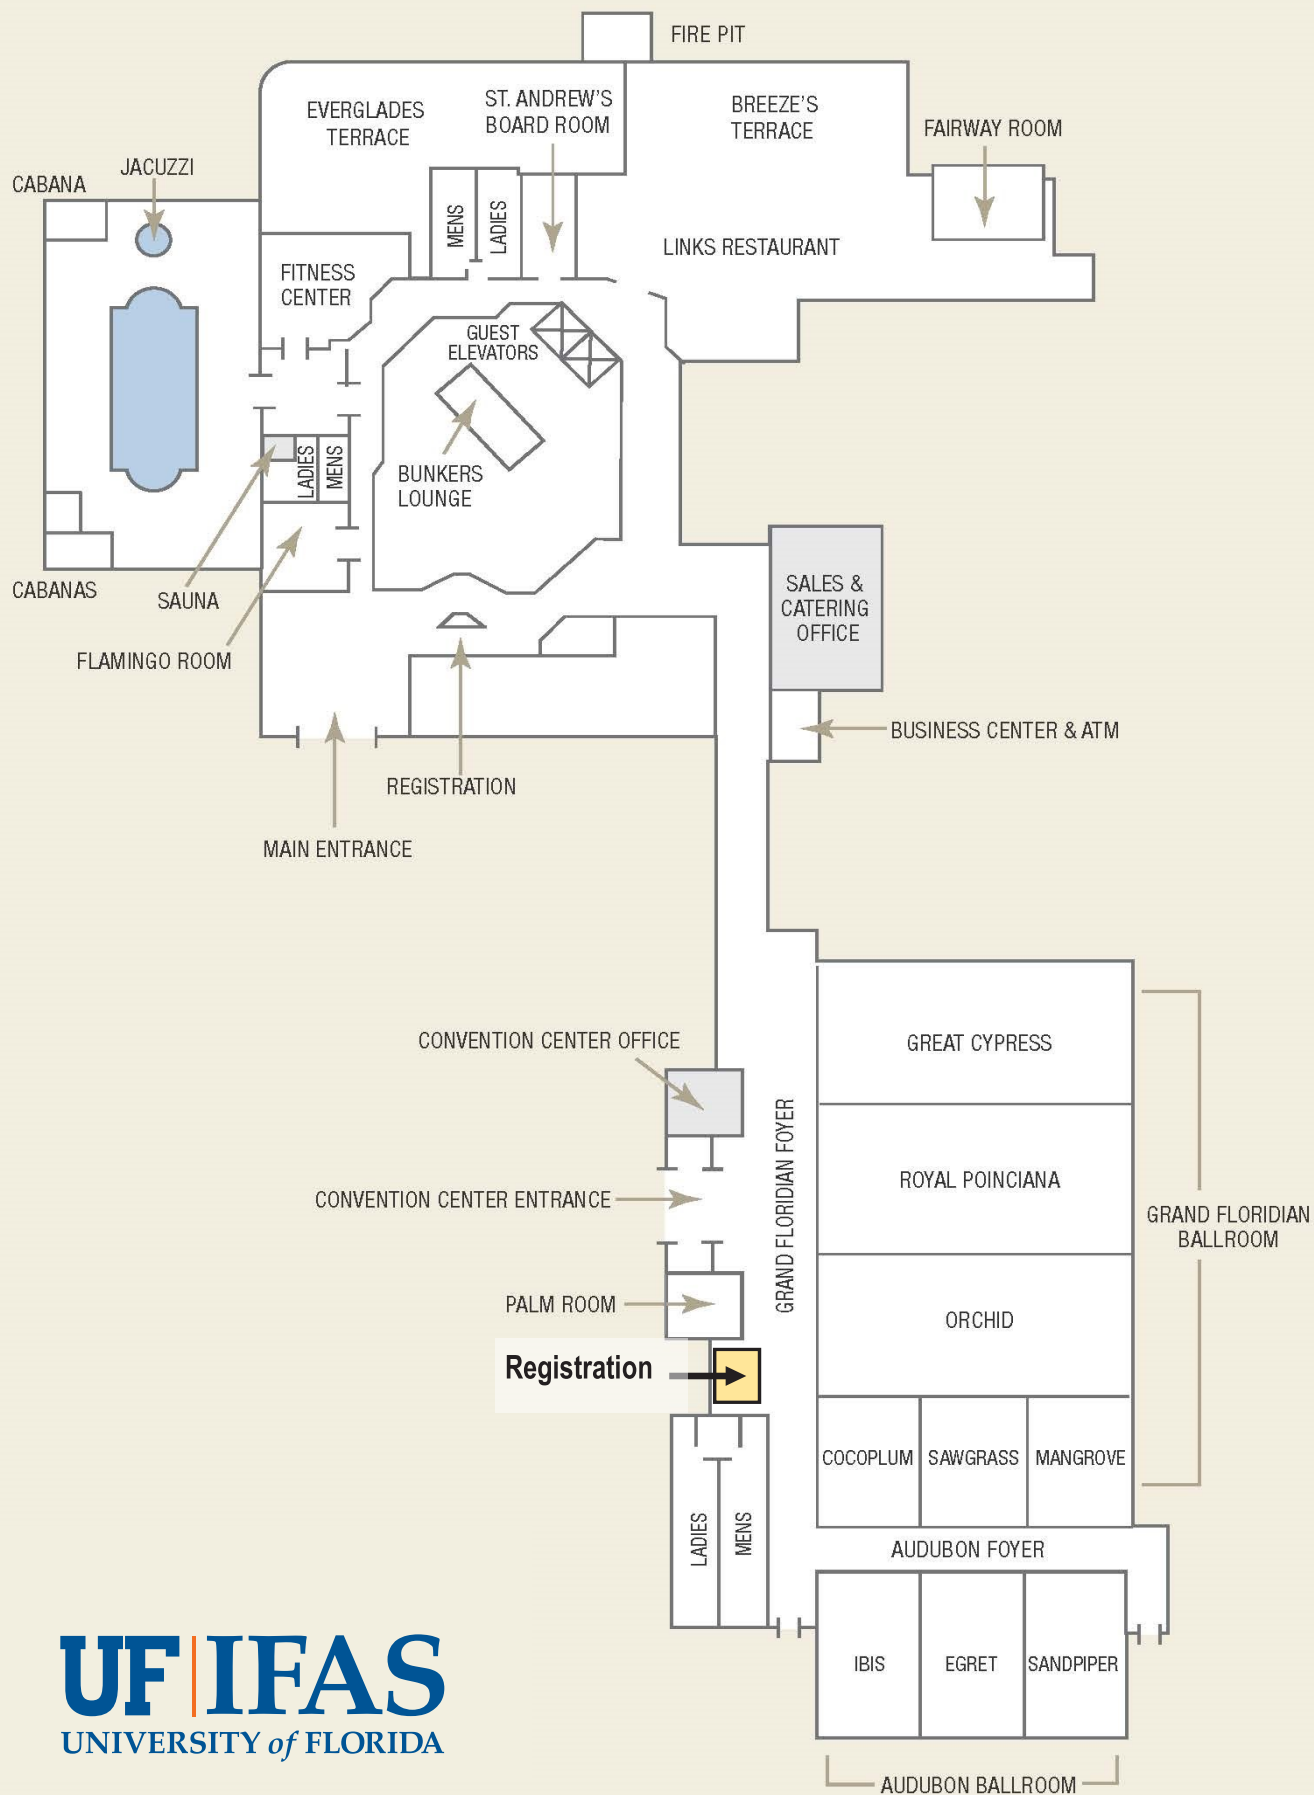 FIRE PIT
EVERGLADES
TERRACE
ST. ANDREW'S
BOARD ROOM
BREEZE'S
TERRACE
FAIRWAY ROOM
JACUZZI
CABANA
MENS
LADIES
LINKS RESTAURANT
FITNESS
CENTER
GUEST
ELEVATORS
LADIES
MENS
BUNKERS
LOUNGE
CABANAS
SAUNA
FLAMINGO ROOM
SALES &
CATERING
OFFICE
BUSINESS CENTER & ATM
REGISTRATION
MAIN ENTRANCE
CONVENTION CENTER OFFICE
GREAT CYPRESS
GRAND FLORIDIAN FOYER
ROYAL POINCIANA
CONVENTION CENTER ENTRANCE
GRAND FLORIDIAN
BALLROOM
PALM ROOM
ORCHID
Registration
COCOPLUM
SAWGRASS
MANGROVE
LADIES
MENS
AUDUBON FOYER
IBIS
EGRET
SANDPIPER
UF|IFAS
UNIVERSITY of FLORIDA
AUDUBON BALLROOM